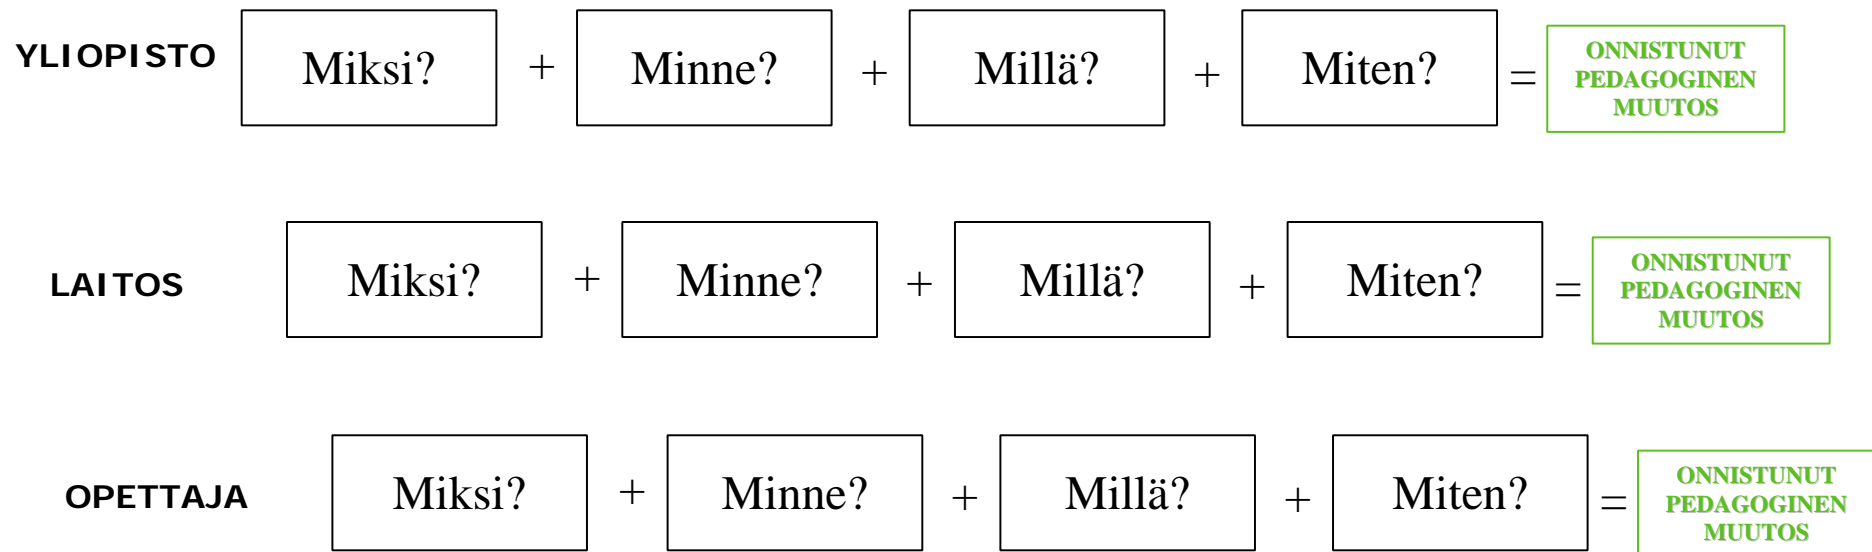 YLIOPISTO Miksi? + Minne? + Millä? + Miten? = ONNISTUNUT
PEDAGOGINEN
MUUTOS
LAITOS Miksi? + Minne? + Millä? + Miten? = ONNISTUNUT
PEDAGOGINEN
MUUTOS
OPETTAJA Miksi? + Minne? + Millä? + Miten? = ONNISTUNUT
PEDAGOGINEN
MUUTOS